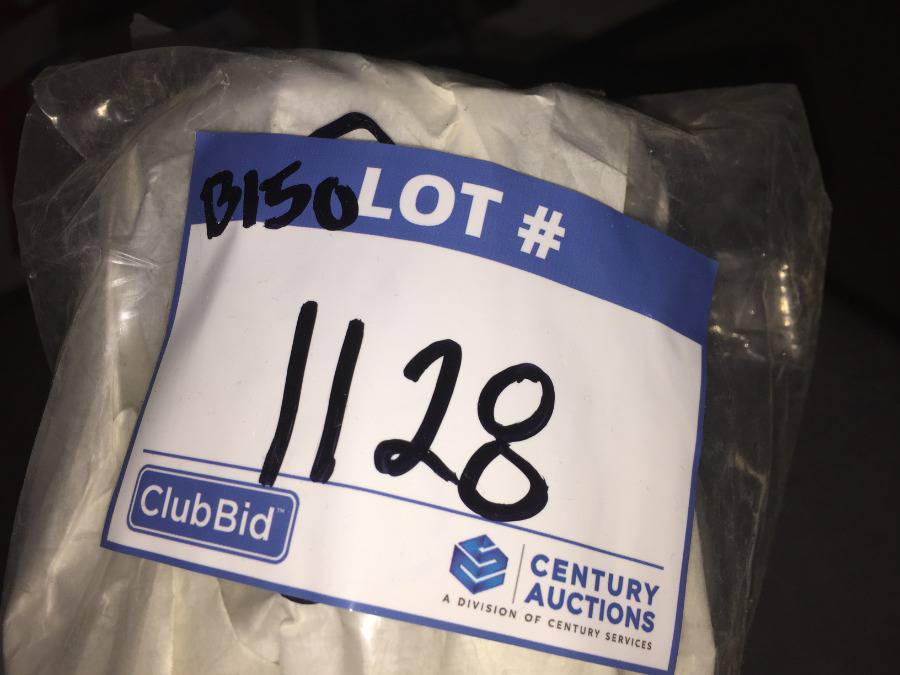 B150 LOT #
1128
ClubBid™
CENTURY
AUCTIONS
A DIVISION OF CENTURY SERVICES